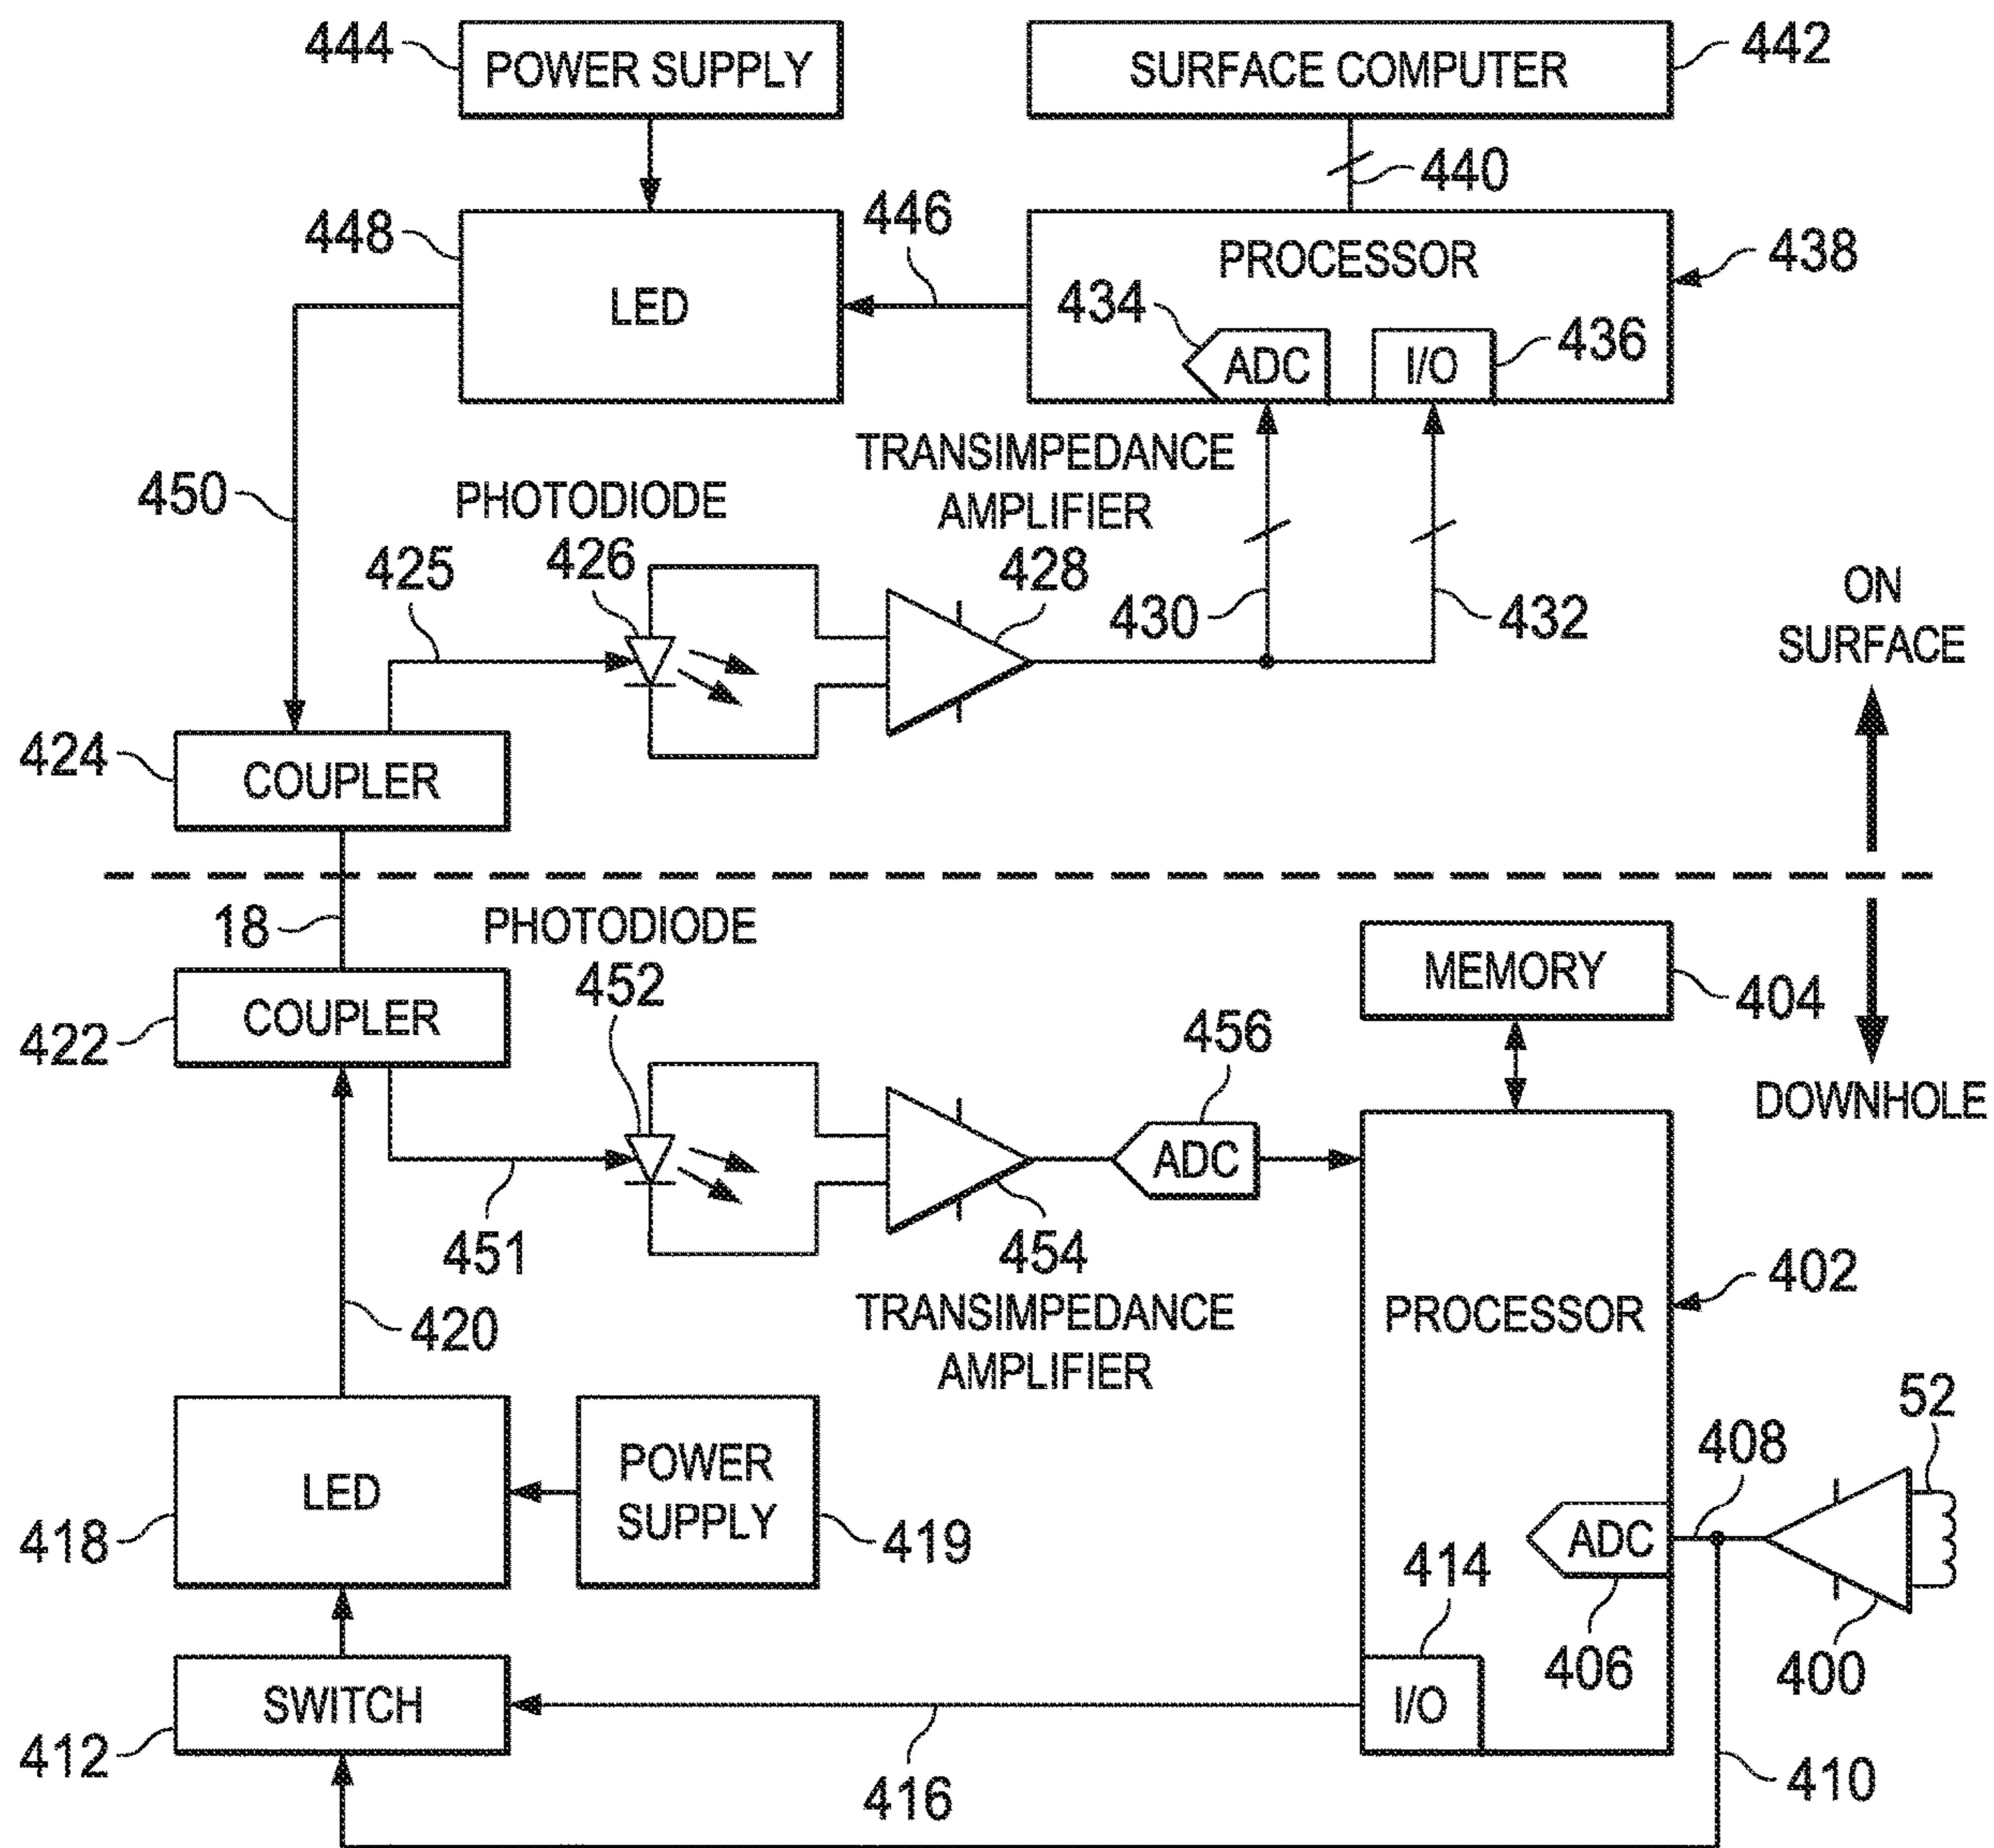 444
POWER SUPPLY
SURFACE COMPUTER
442
440
448
LED
446
PROCESSOR
438
434
ADC
I/O
436
450
PHOTODIODE
426
TRANSIMPEDANCE
AMPLIFIER
428
425
430
432
ON
SURFACE
424
COUPLER
18
PHOTODIODE
452
MEMORY
404
422
COUPLER
456
ADC
DOWNHOLE
451
454
TRANSIMPEDANCE
AMPLIFIER
402
PROCESSOR
420
418
LED
POWER
SUPPLY
419
52
408
ADC
406
400
414
I/O
412
SWITCH
416
410